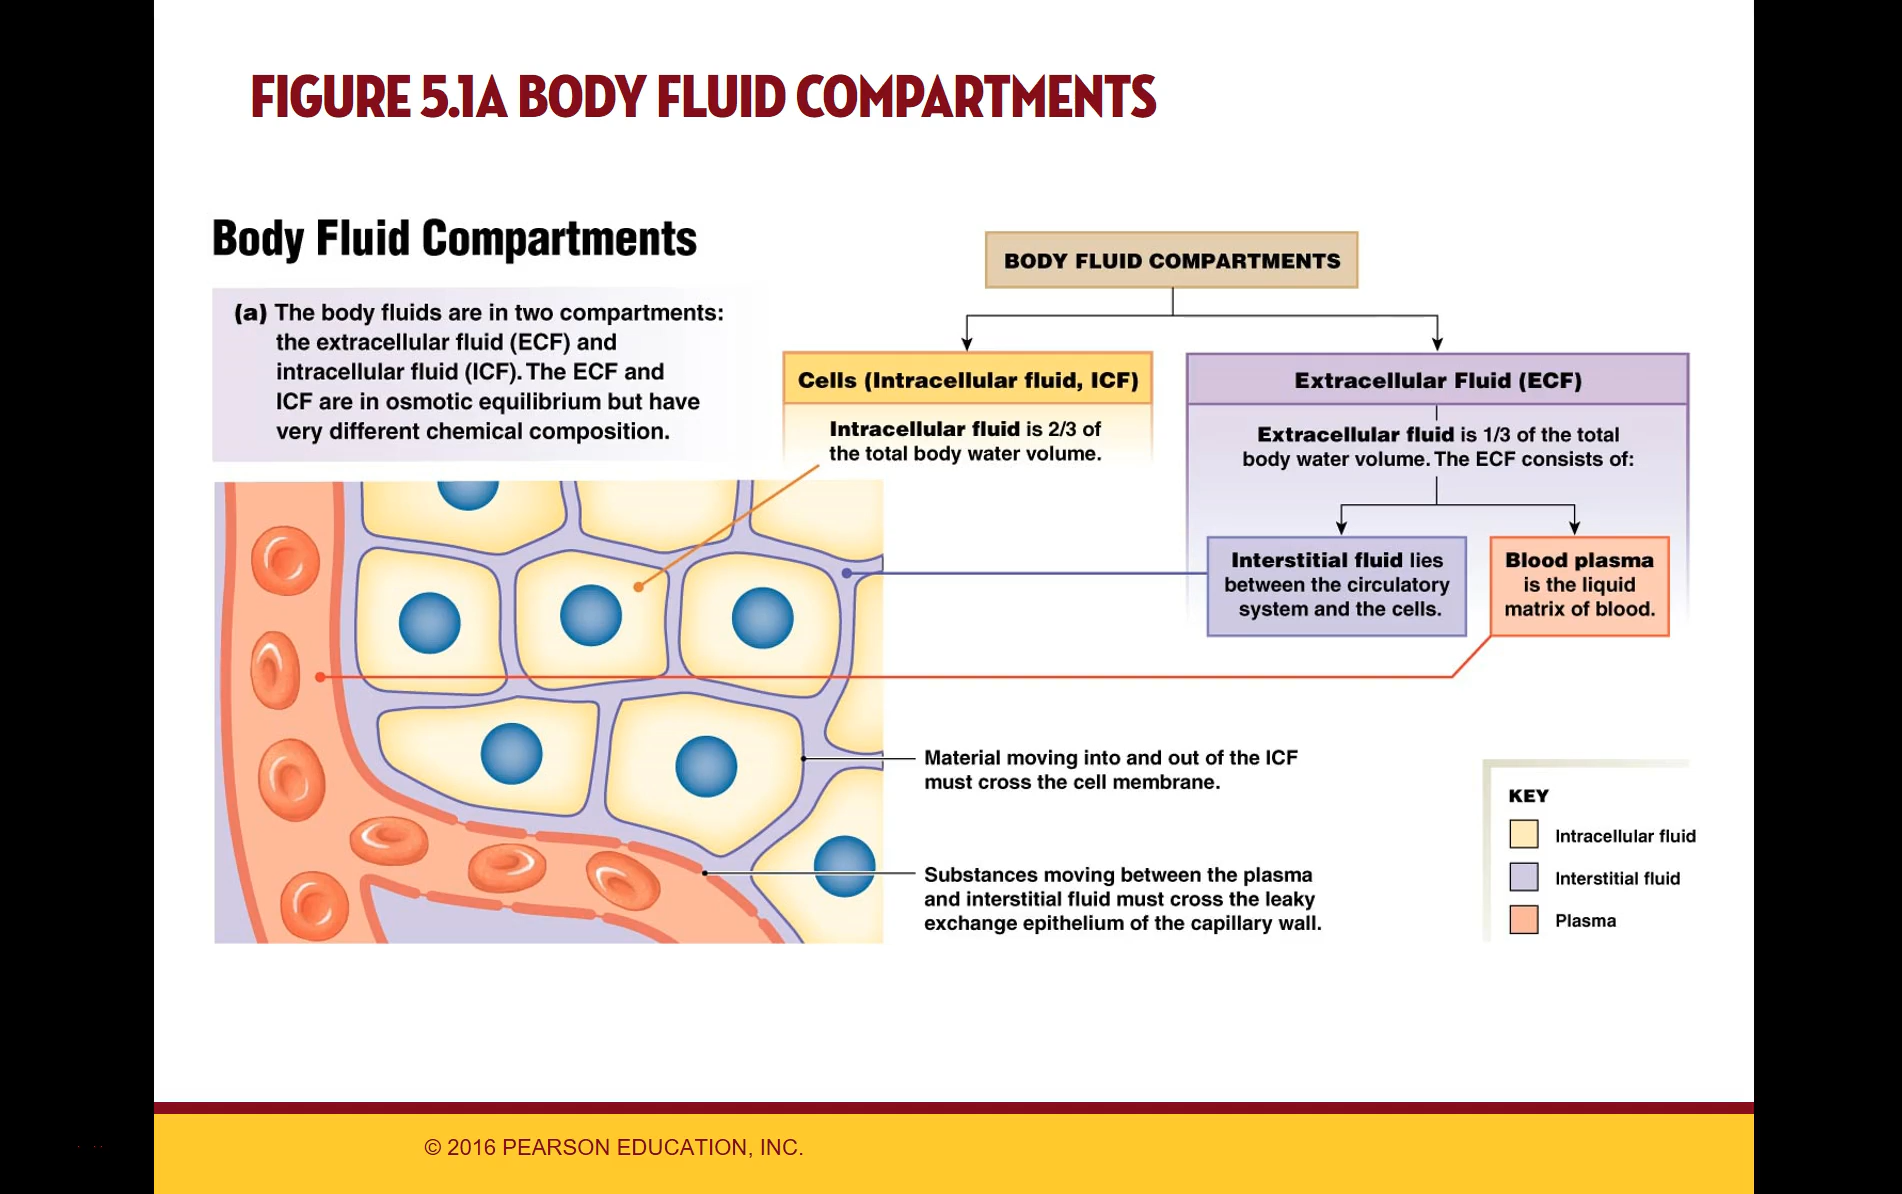 FIGURE 5.1A BODY FLUID COMPARTMENTS
Body Fluid Compartments
(a) The body fluids are in two compartments:
the extracellular fluid (ECF) and
intracellular fluid (ICF). The ECF and
ICF are in osmotic equilibrium but have
very different chemical composition.
BODY FLUID COMPARTMENTS
Cells (Intracellular fluid, ICF)
Intracellular fluid is 2/3 of
the total body water volume.
Extracellular Fluid (ECF)
Extracellular fluid is 1/3 of the total
body water volume. The ECF consists of:
Interstitial fluid lies
between the circulatory
system and the cells.
Blood plasma
is the liquid
matrix of blood.
Material moving into and out of the ICF
must cross the cell membrane.
Substances moving between the plasma
and interstitial fluid must cross the leaky
exchange epithelium of the capillary wall.
KEY
Intracellular fluid
Interstitial fluid
Plasma
© 2016 PEARSON EDUCATION, INC.